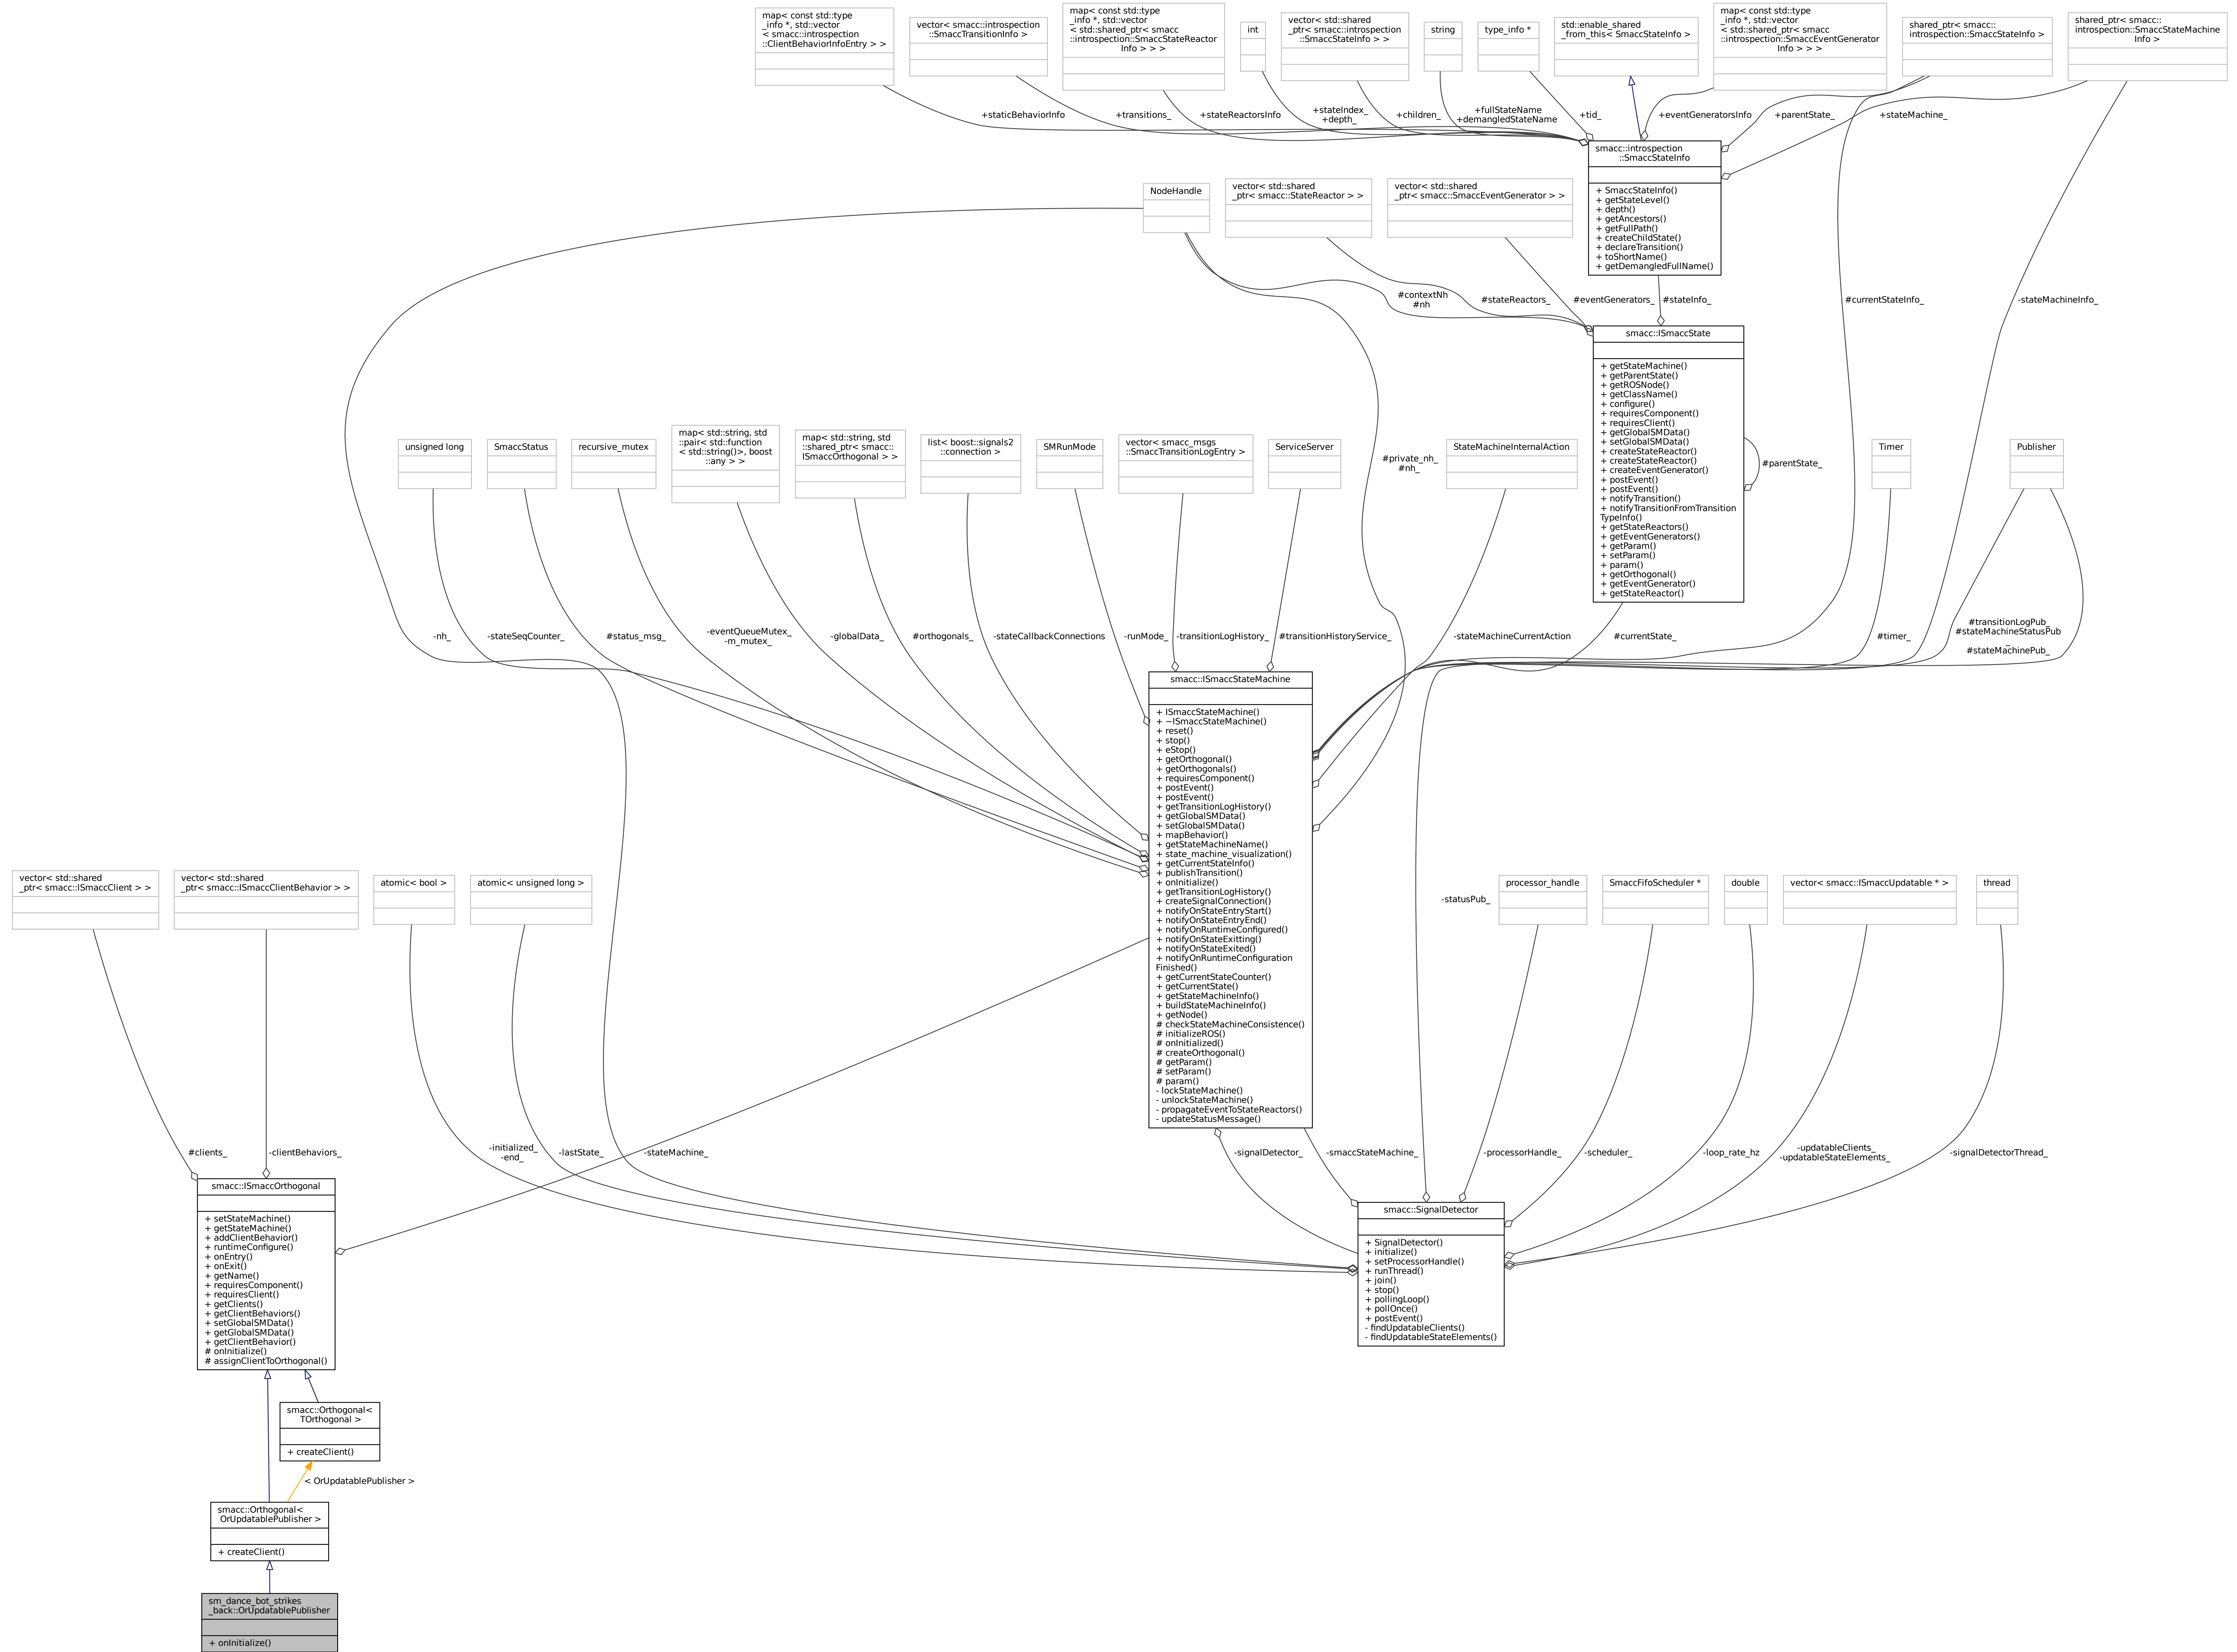 map< const std::type
_info *, std::vector
< smacc::introspection
::ClientBehaviorInfoEntry > >
vector< smacc::introspection
::SmaccTransitionInfo >
map< const std::type
_info *, std::vector
< std::shared_ptr< smacc
::introspection::SmaccStateReactor
Info > > >
int
vector< std::shared
_ptr< smacc::introspection
::SmaccStateInfo > >
string
type_info *
std::enable_shared
_from_this< SmaccStateInfo >
map< const std::type
_info *, std::vector
< std::shared_ptr< smacc
::introspection::SmaccEventGenerator
Info > > >
shared_ptr< smacc::
introspection::SmaccStateInfo >
shared_ptr< smacc::
introspection::SmaccStateMachine
Info >
+staticBehaviorInfo
+transitions_
+stateReactorsInfo
+stateIndex_
+depth_
+children_
+fullStateName
+demangledStateName
+tid_
+eventGeneratorsInfo
+parentState_
+stateMachine_
smacc::introspection
::SmaccStateInfo
+ SmaccStateInfo()
+ getStateLevel()
+ depth()
+ getAncestors()
+ getFullPath()
+ createChildState()
+ declareTransition()
+ toShortName()
+ getDemangledFullName()
NodeHandle
vector< std::shared
_ptr< smacc::StateReactor > >
vector< std::shared
_ptr< smacc::SmaccEventGenerator > >
#contextNh
#nh
#stateReactors_
#eventGenerators_
#stateInfo_
#currentStateInfo_
-stateMachineInfo_
smacc::ISmaccState
+ getStateMachine()
+ getParentState()
+ getROSNode()
+ getClassName()
+ configure()
+ requiresComponent()
+ requiresClient()
+ getGlobalSMData()
+ setGlobalSMData()
+ createStateReactor()
+ createStateReactor()
+ createEventGenerator()
+ postEvent()
+ postEvent()
+ notifyTransition()
+ notifyTransitionFromTransition
TypeInfo()
+ getStateReactors()
+ getEventGenerators()
+ getParam()
+ setParam()
+ param()
+ getOrthogonal()
+ getEventGenerator()
+ getStateReactor()
#parentState_
unsigned long
SmaccStatus
recursive_mutex
map< std::string, std
::pair< std::function
< std::string()>, boost
::any > >
map< std::string, std
::shared_ptr< smacc::
ISmaccOrthogonal > >
list< boost::signals2
::connection >
SMRunMode
vector< smacc_msgs
::SmaccTransitionLogEntry >
ServiceServer
#private_nh_
#nh_
StateMachineInternalAction
Timer
Publisher
-nh_
-stateSeqCounter_
#status_msg_
-eventQueueMutex_
-m_mutex_
-globalData_
#orthogonals_
-stateCallbackConnections
-runMode_
-transitionLogHistory_
#transitionHistoryService_
-stateMachineCurrentAction
#currentState_
#timer_
#transitionLogPub_
#stateMachineStatusPub
_
#stateMachinePub_
smacc::ISmaccStateMachine
+ ISmaccStateMachine()
+ ~ISmaccStateMachine()
+ reset()
+ stop()
+ eStop()
+ getOrthogonal()
+ getOrthogonals()
+ requiresComponent()
+ postEvent()
+ postEvent()
+ getTransitionLogHistory()
+ getGlobalSMData()
+ setGlobalSMData()
+ mapBehavior()
+ getStateMachineName()
+ state_machine_visualization()
+ getCurrentStateInfo()
+ publishTransition()
+ onInitialize()
+ getTransitionLogHistory()
+ createSignalConnection()
+ notifyOnStateEntryStart()
+ notifyOnStateEntryEnd()
+ notifyOnRuntimeConfigured()
+ notifyOnStateExitting()
+ notifyOnStateExited()
+ notifyOnRuntimeConfiguration
Finished()
+ getCurrentStateCounter()
+ getCurrentState()
+ getStateMachineInfo()
+ buildStateMachineInfo()
+ getNode()
# checkStateMachineConsistence()
# initializeROS()
# onInitialized()
# createOrthogonal()
# getParam()
# setParam()
# param()
- lockStateMachine()
- unlockStateMachine()
- propagateEventToStateReactors()
- updateStatusMessage()
vector< std::shared
_ptr< smacc::ISmaccClient > >
vector< std::shared
_ptr< smacc::ISmaccClientBehavior > >
atomic< bool >
atomic< unsigned long >
-statusPub_
processor_handle
SmaccFifoScheduler *
double
vector< smacc::ISmaccUpdatable * >
thread
#clients_
-clientBehaviors_
-initialized_
-end_
-lastState_
-stateMachine_
-signalDetector_
-smaccStateMachine_
-processorHandle_
-scheduler_
-loop_rate_hz
-updatableClients_
-updatableStateElements_
-signalDetectorThread_
smacc::ISmaccOrthogonal
+ setStateMachine()
+ getStateMachine()
+ addClientBehavior()
+ runtimeConfigure()
+ onEntry()
+ onExit()
+ getName()
+ requiresComponent()
+ requiresClient()
+ getClients()
+ getClientBehaviors()
+ setGlobalSMData()
+ getGlobalSMData()
+ getClientBehavior()
# onInitialize()
# assignClientToOrthogonal()
smacc::SignalDetector
+ SignalDetector()
+ initialize()
+ setProcessorHandle()
+ runThread()
+ join()
+ stop()
+ pollingLoop()
+ pollOnce()
+ postEvent()
- findUpdatableClients()
- findUpdatableStateElements()
smacc::Orthogonal<
TOrthogonal >
+ createClient()
< OrUpdatablePublisher >
smacc::Orthogonal<
OrUpdatablePublisher >
+ createClient()
sm_dance_bot_strikes
_back::OrUpdatablePublisher
+ onInitialize()